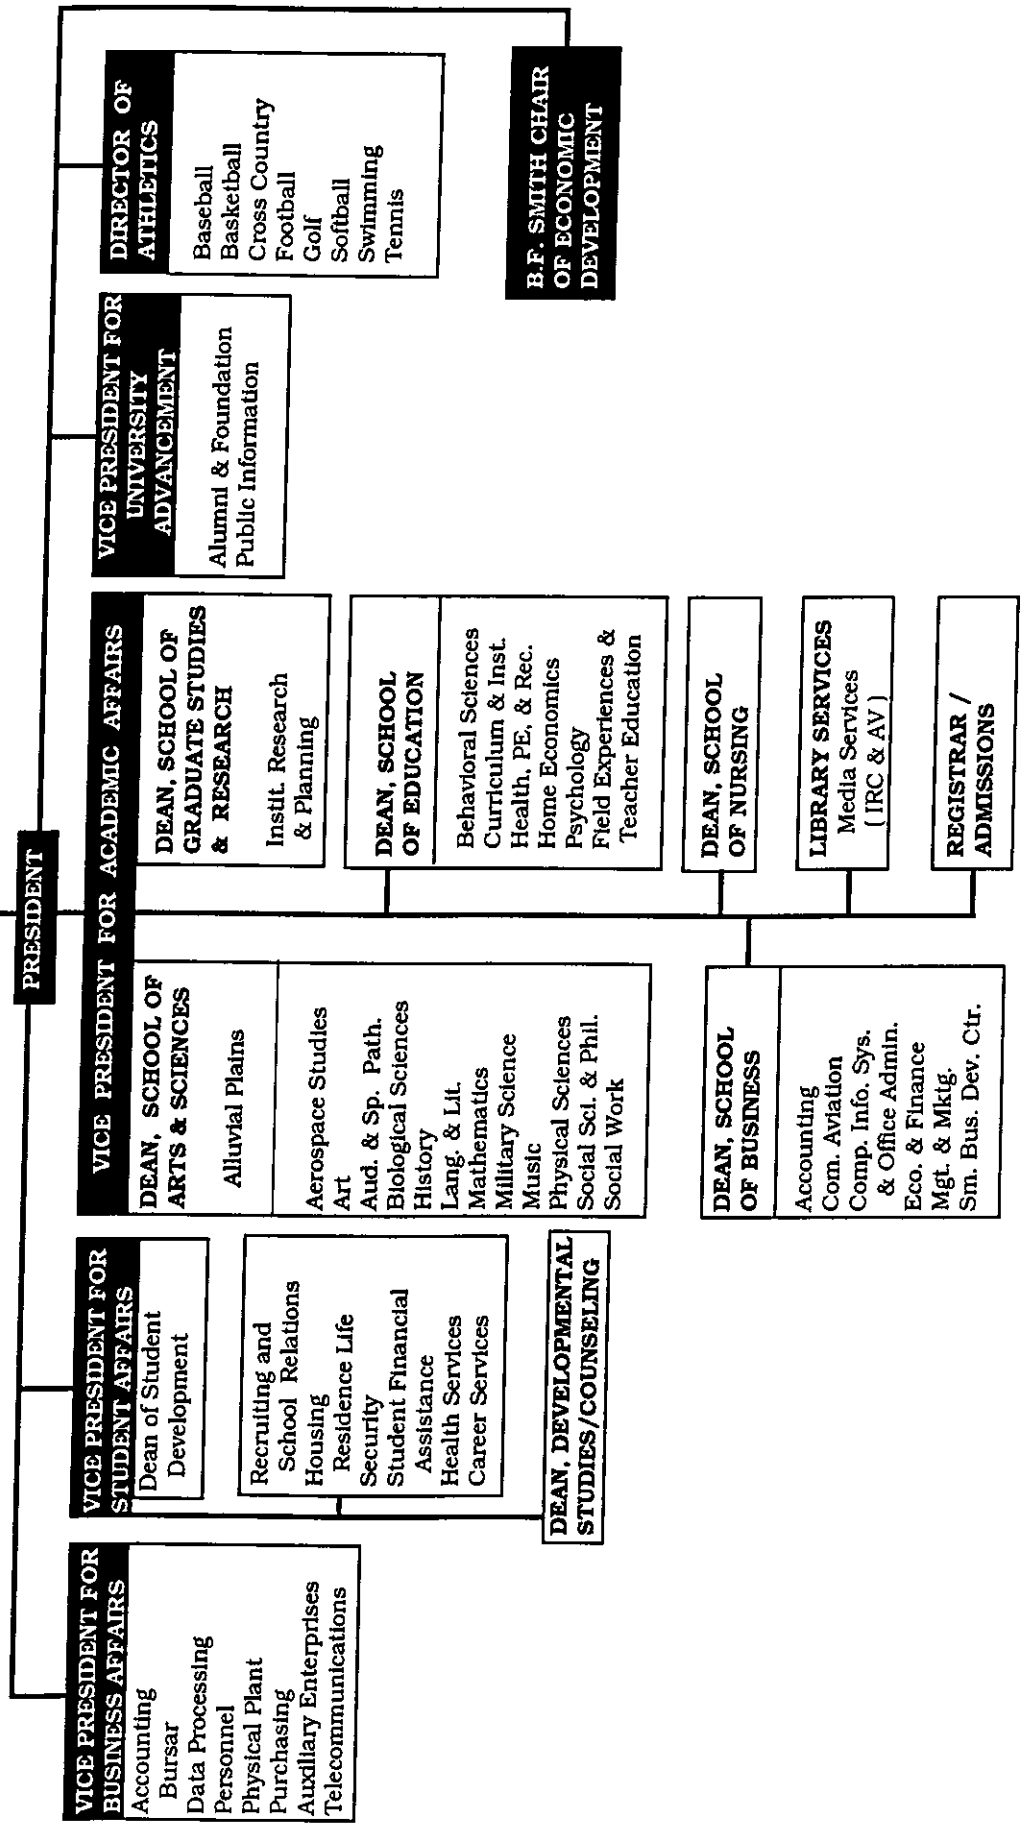 PRESIDENT
VICE PRESIDENT FOR
BUSINESS AFFAIRS
Accounting
Bursar
Data Processing
Personnel
Physical Plant
Purchasing
Auxiliary Enterprises
Telecommunications
VICE PRESIDENT FOR
STUDENT AFFAIRS
Dean of Student
Development
Recruiting and
School Relations
Housing
Residence Life
Security
Student Financial
Assistance
Health Services
Career Services
DEAN, DEVELOPMENTAL
STUDIES/COUNSELING
VICE PRESIDENT FOR ACADEMIC AFFAIRS
DEAN, SCHOOL OF
ARTS & SCIENCES
Alluvial Plains
Aerospace Studies
Art
Aud. & Sp. Path.
Biological Sciences
History
Lang. & Lit.
Mathematics
Military Science
Music
Physical Sciences
Social Sci. & Phil.
Social Work
DEAN, SCHOOL
OF BUSINESS
Accounting
Com. Aviation
Comp. Info. Sys.
& Office Admin.
Eco. & Finance
Mgt. & Mktg.
Sm. Bus. Dev. Ctr.
DEAN, SCHOOL OF
GRADUATE STUDIES
& RESEARCH
Instit. Research
& Planning
DEAN, SCHOOL
OF EDUCATION
Behavioral Sciences
Curriculum & Inst.
Health, PE, & Rec.
Home Economics
Psychology
Field Experiences &
Teacher Education
DEAN, SCHOOL
OF NURSING
LIBRARY SERVICES
Media Services
(IRC & AV)
REGISTRAR /
ADMISSIONS
VICE PRESIDENT FOR
UNIVERSITY
ADVANCEMENT
Alumni & Foundation
Public Information
DIRECTOR OF
ATHLETICS
Baseball
Basketball
Cross Country
Football
Golf
Softball
Swimming
Tennis
B.F. SMITH CHAIR
OF ECONOMIC
DEVELOPMENT